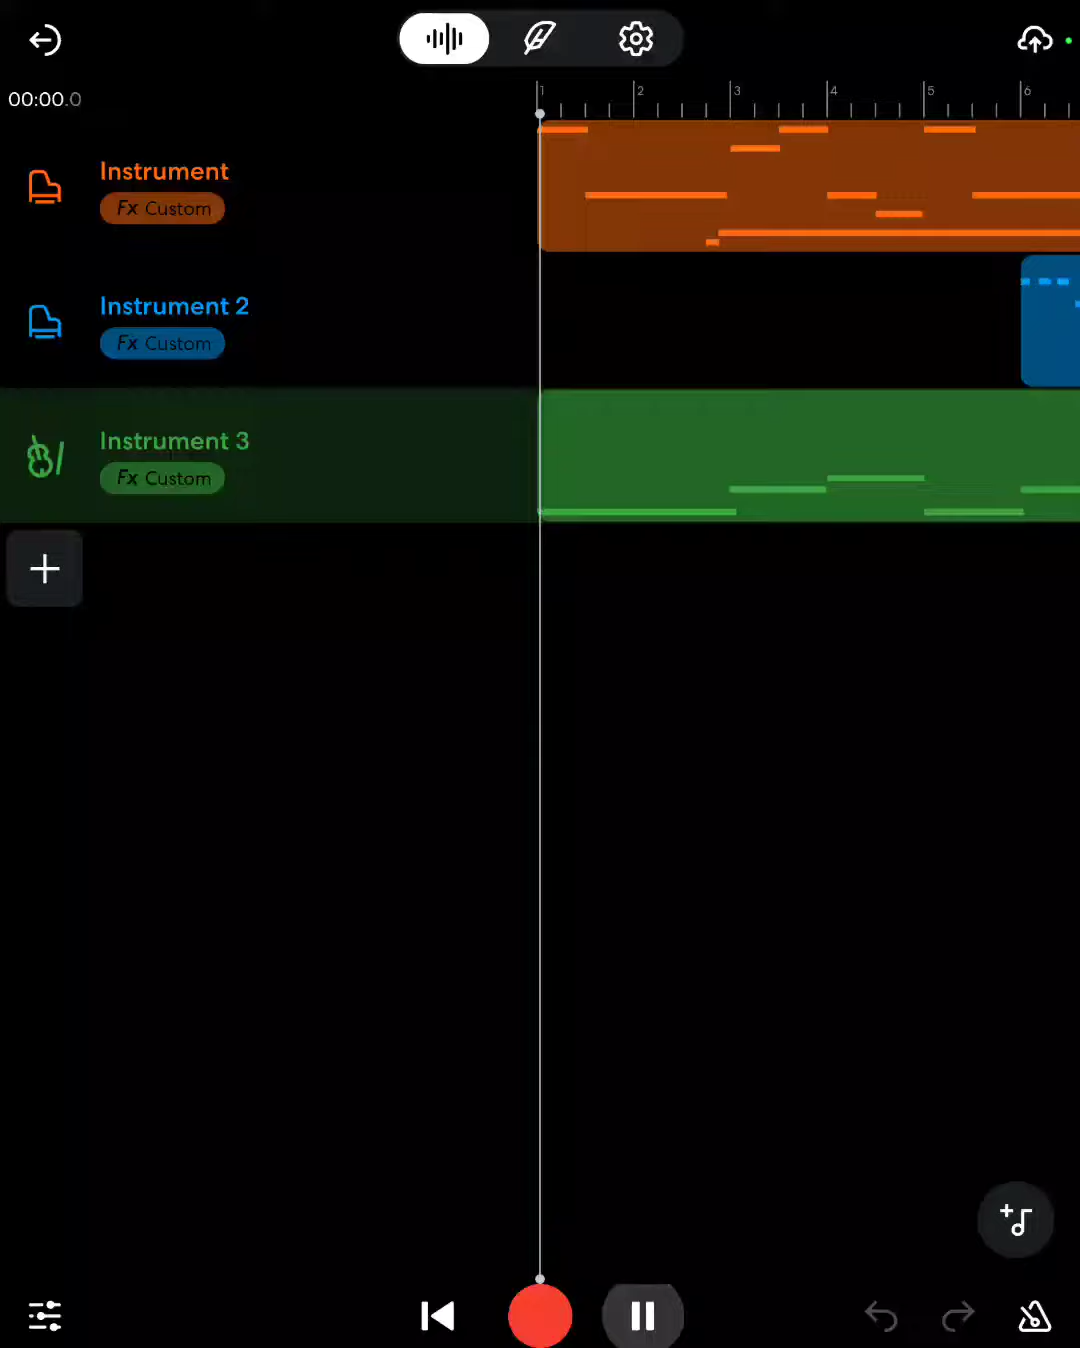 00:00.0
1 2 3 4 5 6
Instrument
Fx Custom
Instrument 2
Fx Custom
Instrument 3
Fx Custom